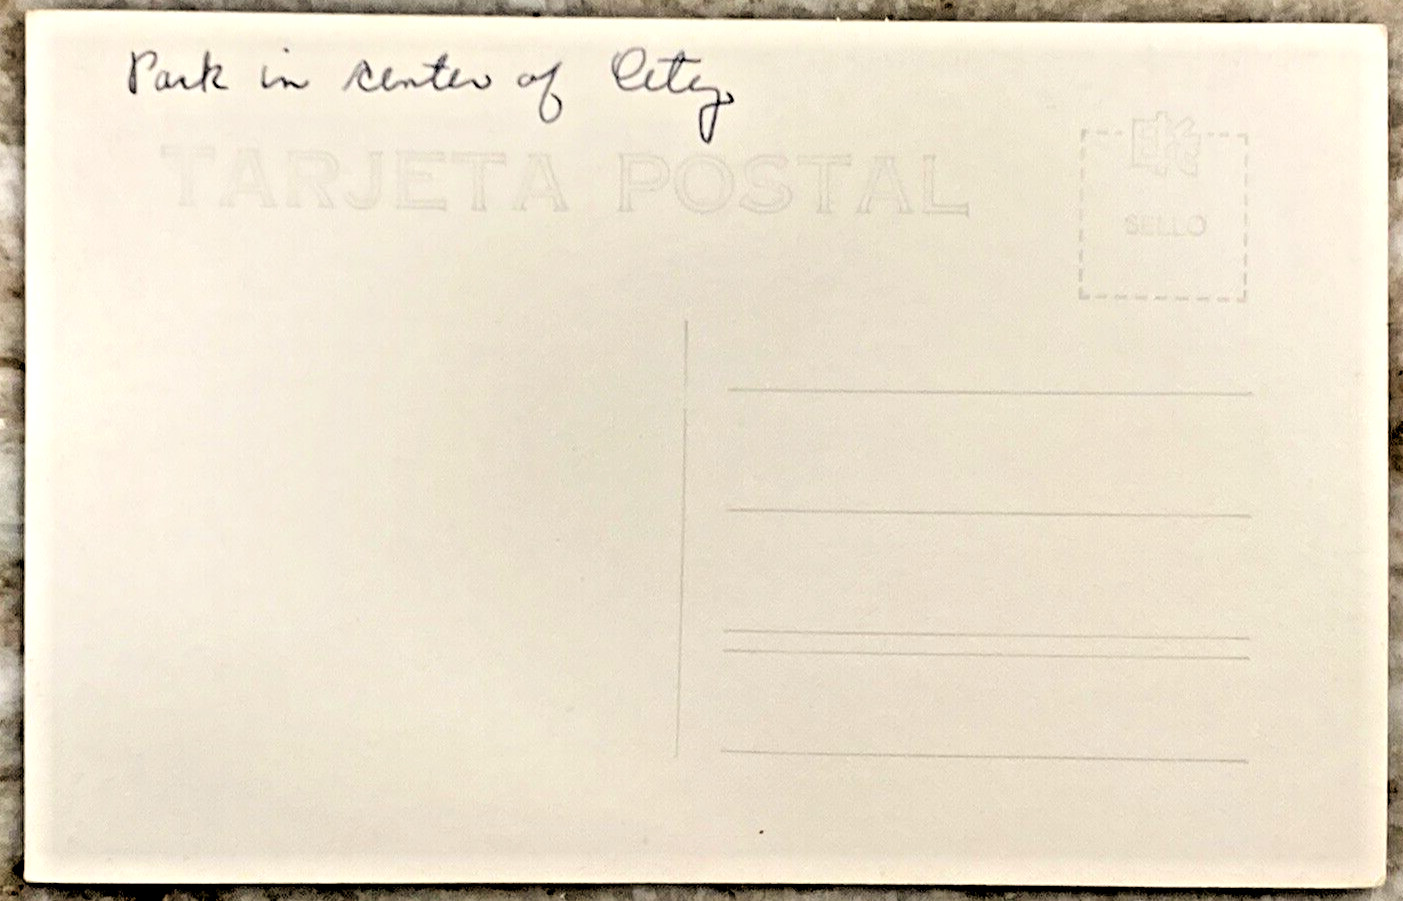 Park in center of City
TARJETA POSTAL
SELLO